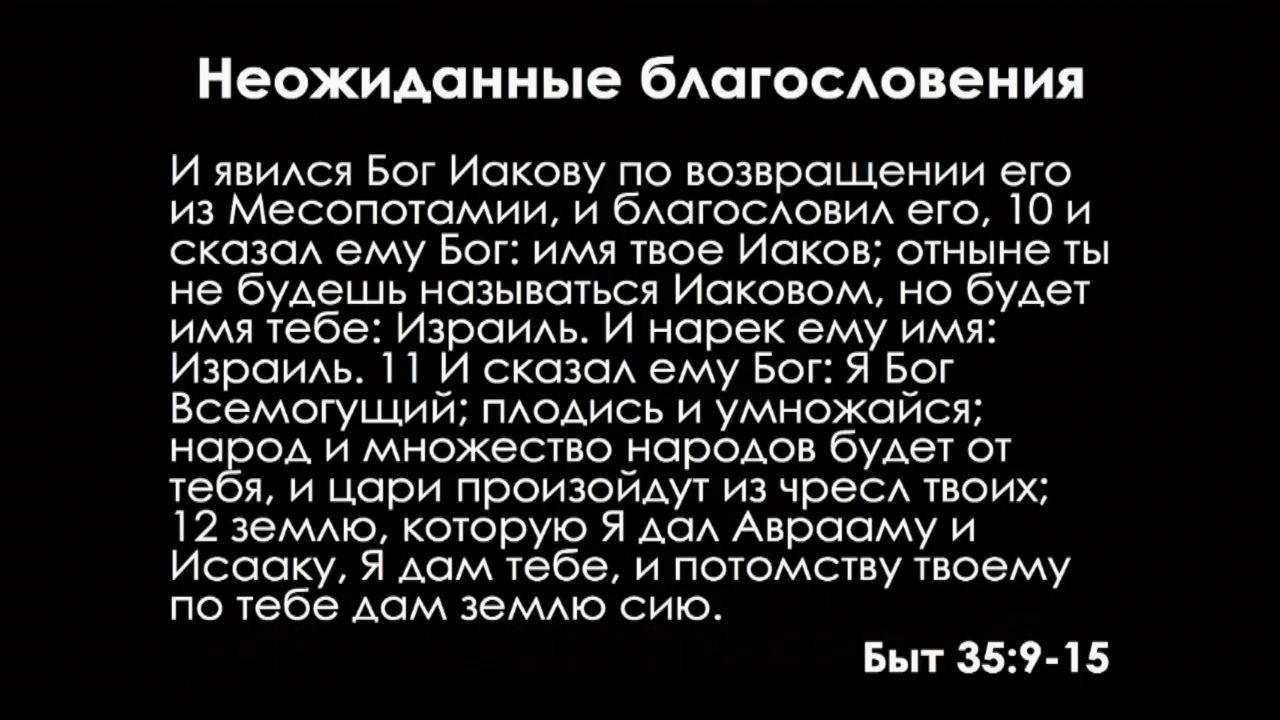 Неожиданные благословения
И явился Бог Иакову по возвращении его
из Месопотамии, и благословил его, 10 и
сказал ему Бог: имя твое Иаков; отныне ты
не будешь называться Иаковом, но будет
имя тебе: Израиль. И нарек ему имя:
Израиль. 11 И сказал ему Бог: Я Бог
Всемогущий; плодись и умножайся;
народ и множество народов будет от
тебя, и цари произойдут из чресл твоих;
12 землю, которую Я дал Аврааму и
Исааку, Я дам тебе, и потомству твоему
по тебе дам землю сию.
Быт 35:9-15